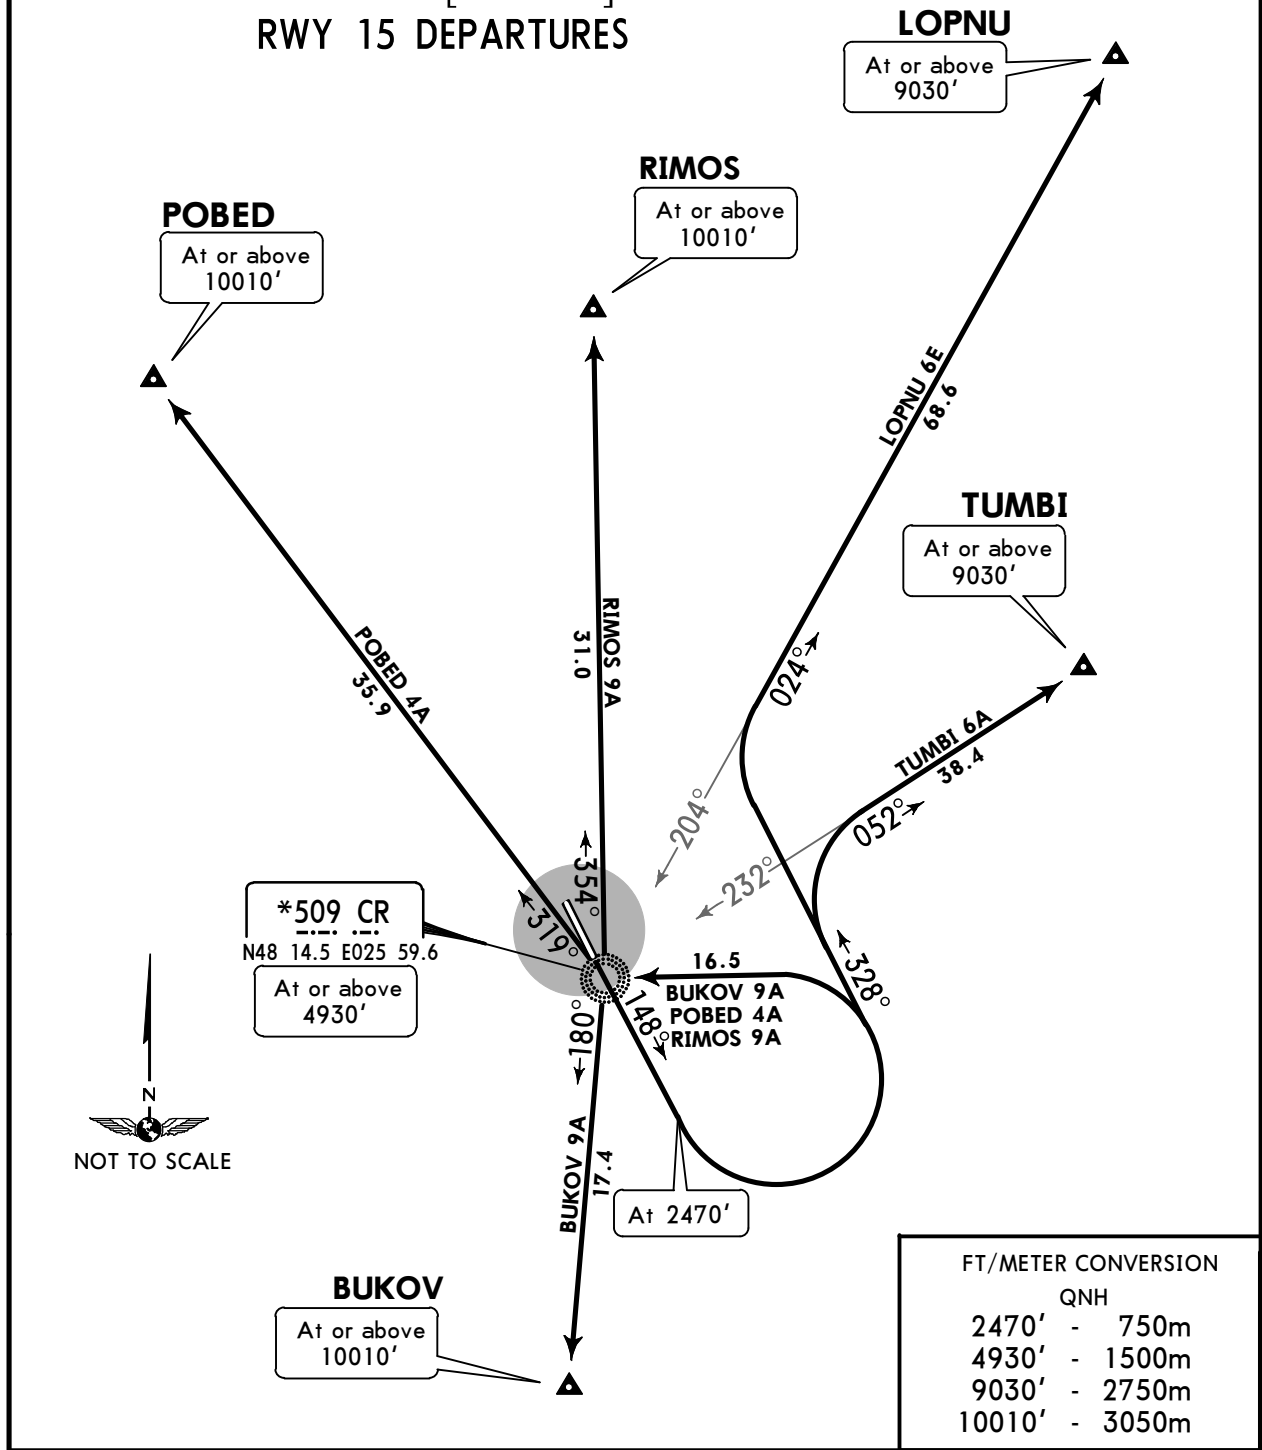 RWY 15 DEPARTURES
LOPNU
At or above
9030'
RIMOS
At or above
10010'
POBED
At or above
10010'
LOPNU 6E
68.6
TUMBI
At or above
9030'
RIMOS 9A
31.0
POBED 4A
35.9
024°
TUMBI 6A
38.4
052°
204°
232°
354°
319°
*509 CR
N48 14.5 E025 59.6
At or above
4930'
16.5
BUKOV 9A
POBED 4A
RIMOS 9A
328°
148°
180°
N
NOT TO SCALE
BUKOV 9A
17.4
At 2470'
BUKOV
At or above
10010'
FT/METER CONVERSION
QNH
2470' - 750m
4930' - 1500m
9030' - 2750m
10010' - 3050m